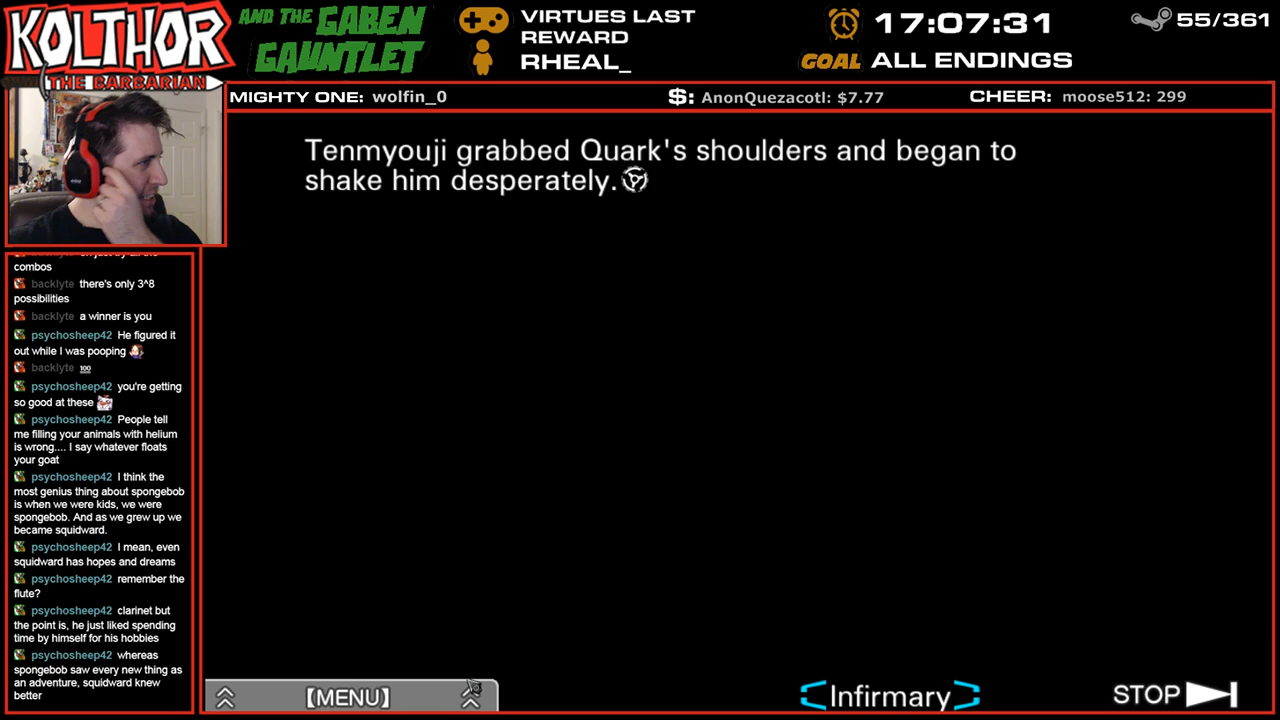 KOLTHOR
THE BARBARIAN
AND THE GABEN
GAUNTLET
VIRTUES LAST
REWARD
RHEAL_
17:07:31
GOAL ALL ENDINGS
55/361
MIGHTY ONE: wolfin_0
$: AnonQuezacotl: $7.77
CHEER: moose512: 299
Tenmyouji grabbed Quark's shoulders and began to
shake him desperately.
combos
backlyte there's only 3^8
possibilities
backlyte a winner is you
psychosheep42 He figured it
out while I was pooping
backlyte 100
psychosheep42 you're getting
so good at these
psychosheep42 People tell
me filling your animals with helium
is wrong.... I say whatever floats
your goat
psychosheep42 I think the
most genius thing about spongebob
is when we were kids, we were
spongebob. And as we grew up we
became squidward.
psychosheep42 I mean, even
squidward has hopes and dreams
psychosheep42 remember the
flute?
psychosheep42 clarinet but
the point is, he just liked spending
time by himself for his hobbies
psychosheep42 whereas
spongebob saw every new thing as
an adventure, squidward knew
better
[MENU]
Infirmary
STOP